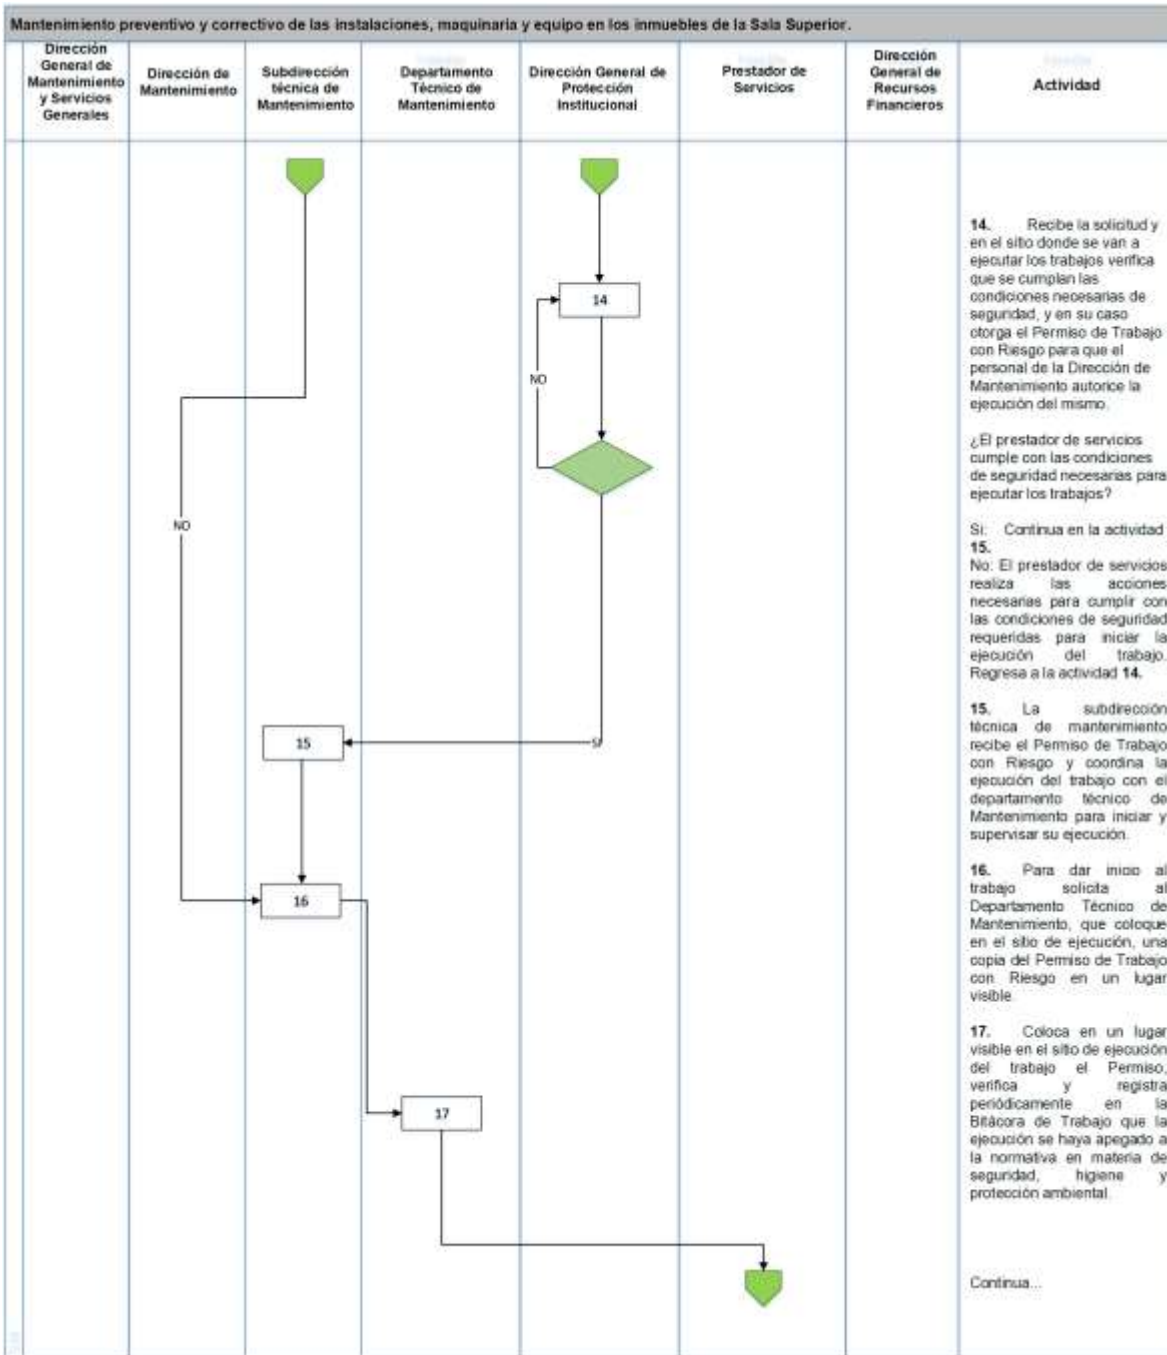 Mantenimiento preventivo y correctivo de las instalaciones, maquinaria y equipo en los inmuebles de la Sala Superior.
Dirección
General de
Mantenimiento
y Servicios
Generales
Dirección de
Mantenimiento
Subdirección
técnica de
Mantenimiento
Departamento
Técnico de
Mantenimiento
Dirección General de
Protección
Institucional
Prestador de
Servicios
Dirección
General de
Recursos
Financieros
Actividad
14
NO
NO
SI
15
16
17
14. Recibe la solicitud y
en el sitio donde se van a
ejecutar los trabajos verifica
que se cumplan las
condiciones necesarias de
seguridad, y en su caso
otorga el Permiso de Trabajo
con Riesgo para que el
personal de la Dirección de
Mantenimiento autorice la
ejecución del mismo.
¿El prestador de servicios
cumple con las condiciones
de seguridad necesarias para
ejecutar los trabajos?
Si: Continua en la actividad
15.
No: El prestador de servicios
realiza las acciones
necesarias para cumplir con
las condiciones de seguridad
requeridas para iniciar la
ejecución del trabajo.
Regresa a la actividad 14.
15. La subdirección
técnica de mantenimiento
recibe el Permiso de Trabajo
con Riesgo y coordina la
ejecución del trabajo con el
departamento técnico de
Mantenimiento para iniciar y
supervisar su ejecución.
16. Para dar inicio al
trabajo solicita al
Departamento Técnico de
Mantenimiento, que coloque
en el sitio de ejecución, una
copia del Permiso de Trabajo
con Riesgo en un lugar
visible
17. Coloca en un lugar
visible en el sitio de ejecución
del trabajo el Permiso,
verifica y registra
periódicamente en la
Bitácora de Trabajo que la
ejecución se haya apegado a
la normativa en materia de
seguridad, higiene y
protección ambiental.
Continua...